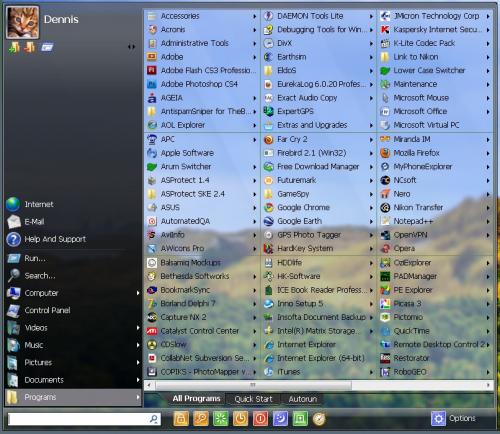 Dennis
Internet
E-Mail
Help And Support
Run...
Search...
Computer
Control Panel
Videos
Music
Pictures
Documents
Programs
Accessories
Acronis
Administrative Tools
Adobe
Adobe Flash CS3 Professio...
Adobe Photoshop CS4
AGEIA
AntispamSniper for TheB...
AOL Explorer
APC
Apple Software
Arum Switcher
ASProtect 1.4
ASProtect SKE 2.4
ASUS
AutomatedQA
AviInfo
AWicons Pro
Balsamiq Mockups
Bethesda Softworks
BookmarkSync
Borland Delphi 7
Capture NX 2
Catalyst Control Center
CDSlow
CollabNet Subversion Se...
COPIKS - PhotoMapper v...
DAEMON Tools Lite
Debugging Tools for Win...
DivX
Earthsim
EldoS
EurekaLog 6.0.20 Profes...
Exact Audio Copy
ExpertGPS
Extras and Upgrades
Far Cry 2
Firebird 2.1 (Win32)
Free Download Manager
Futuremark
GameSpy
Google Chrome
Google Earth
GPS Photo Tagger
HardKey System
HDDlife
HK-Software
ICE Book Reader Profess...
Inno Setup 5
Insofta Document Backup
Intel(R) Matrix Storage...
Internet Explorer
Internet Explorer (64-bit)
iTunes
JMicron Technology Corp
Kaspersky Internet Secu...
K-Lite Codec Pack
Link to Nikon
Lower Case Switcher
Maintenance
Microsoft Mouse
Microsoft Office
Microsoft Virtual PC
Miranda IM
Mozilla Firefox
MyPhoneExplorer
NCsoft
Nero
Nikon Transfer
Notepad++
OpenVPN
Opera
OziExplorer
PADManager
PE Explorer
Picasa 3
Pictomio
QuickTime
Remote Desktop Control 2
Restorator
RoboGEO
All Programs
Quick Start
Autorun
Options